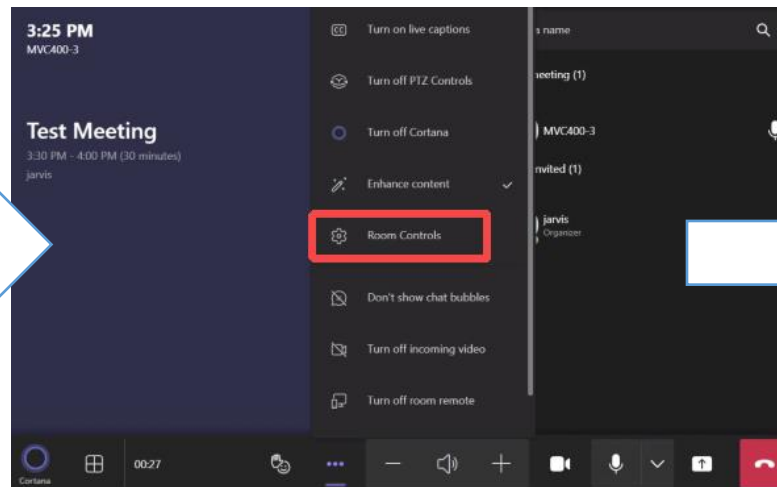 3:25 PM
MVC400-3
Test Meeting
3:30 PM - 4:00 PM (30 minutes)
jarvis
CC
Turn on live captions
Turn off PTZ Controls
Turn off Cortana
Enhance content
Room Controls
Don't show chat bubbles
Turn off incoming video
Turn off room remote
name
(1)
MVC400-3
(1)
jarvis
Organizer
Cortana
00:27